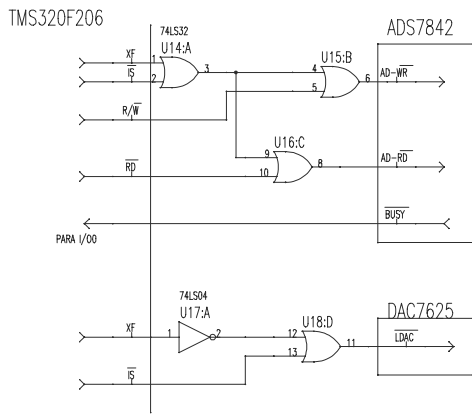 TMS320F206
ADS7842
74LS32
U14:A
XF 1
IS 2
3
U15:B
4
5
6
AD-WR
R/W
U16:C
9
10
8
AD-RD
RD
BUSY
PARA I/O0
74LS04
U17:A
XF 1
2
U18:D
12
13
11
DAC7625
LDAC
IS